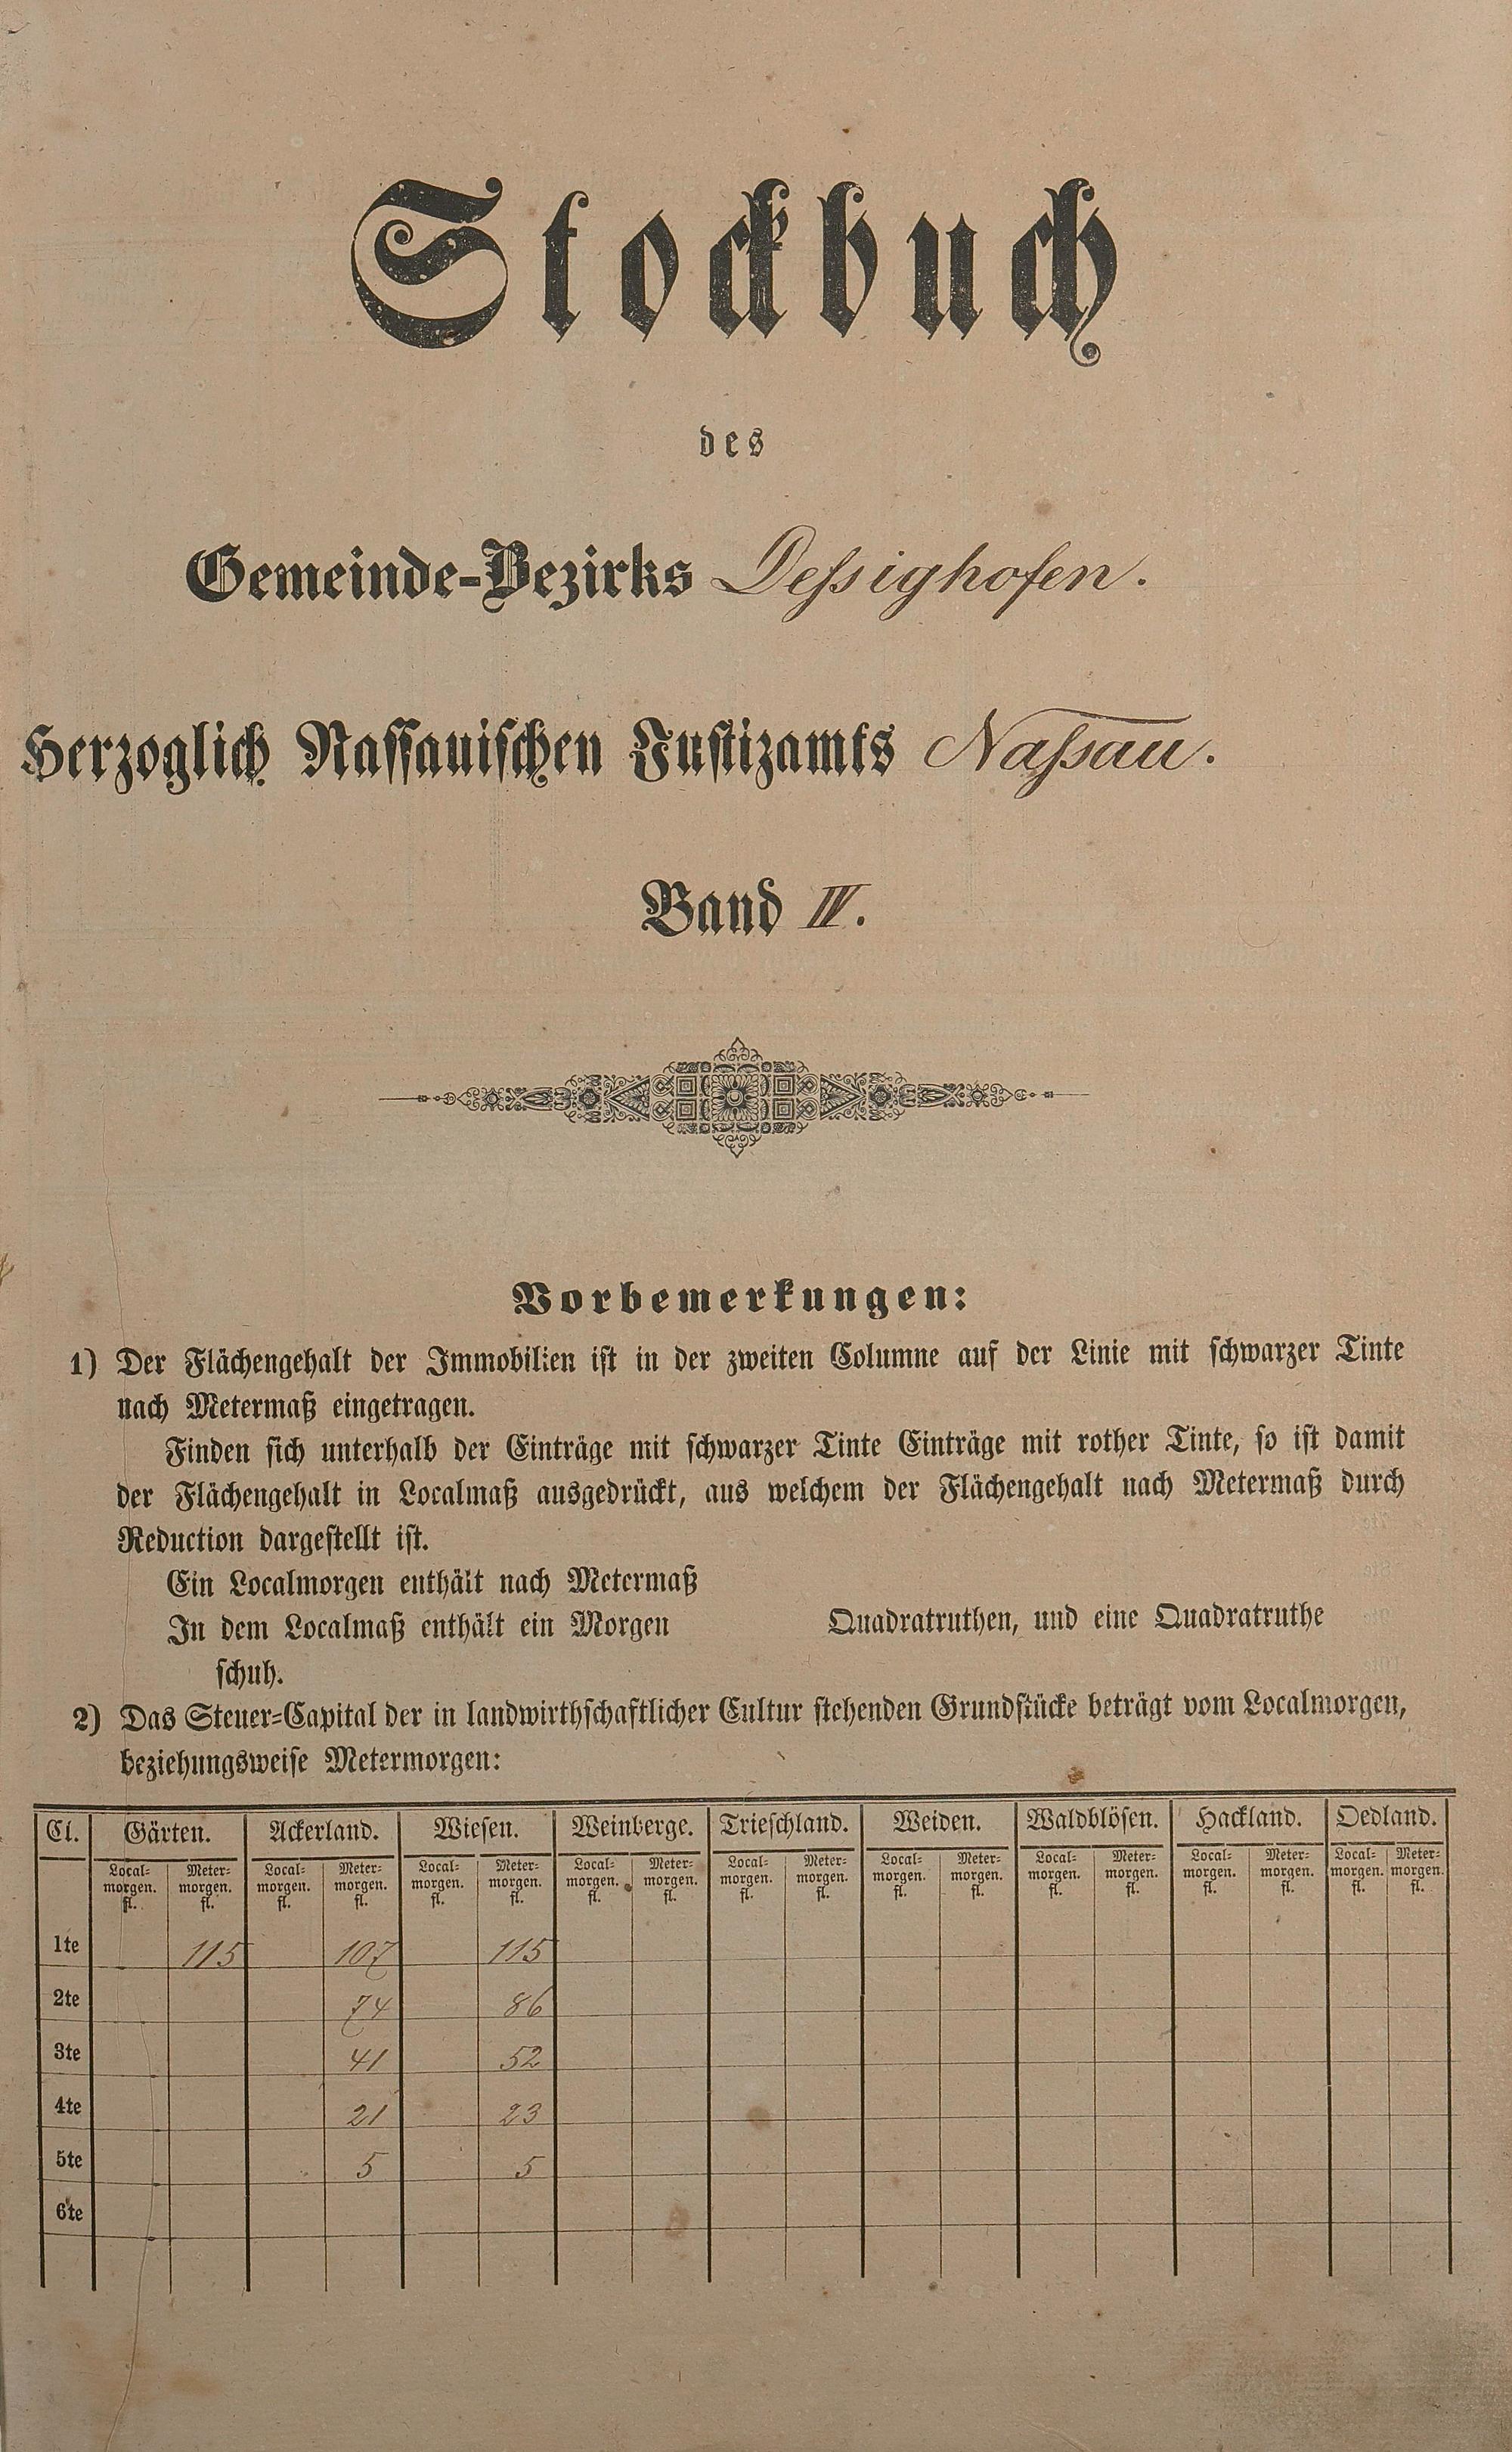 Stockbuch
des
Gemeinde-Bezirks Dessighofen.
Herzoglich Nassauischen Justizamts Nassau.
Band IV.
Vorbemerkungen:
1) Der Flächengehalt der Immobilien ist in der zweiten Columne auf der Linie mit schwarzer Tinte
nach Metermaß eingetragen.
Finden sich unterhalb der Einträge mit schwarzer Tinte Einträge mit rother Tinte, so ist damit
der Flächengehalt in Localmaß ausgedrückt, aus welchem der Flächengehalt nach Metermaß durch
Reduction dargestellt ist.
Ein Localmorgen enthält nach Metermaß
In dem Localmaß enthält ein Morgen Quadratruthen, und eine Quadratruthe
schuh.
2) Das Steuer-Capital der in landwirthschaftlicher Cultur stehenden Grundstücke beträgt vom Localmorgen,
beziehungsweise Metermorgen:
Cl. Gärten. Ackerland. Wiesen. Weinberge. Trieschland. Weiden. Waldblösen. Hackland. Oedland.
Local- Meter- Local- Meter- Local- Meter- Local- Meter- Local- Meter- Local- Meter- Local- Meter- Local- Meter- Local- Meter-
morgen. morgen. morgen. morgen. morgen. morgen. morgen. morgen. morgen. morgen. morgen. morgen. morgen. morgen. morgen. morgen. morgen. morgen.
fl. fl. fl. fl. fl. fl. fl. fl. fl. fl. fl. fl. fl. fl. fl. fl. fl. fl.
1te 115 107 115
2te 74 86
3te 41 52
4te 21 23
5te 5 5
6te